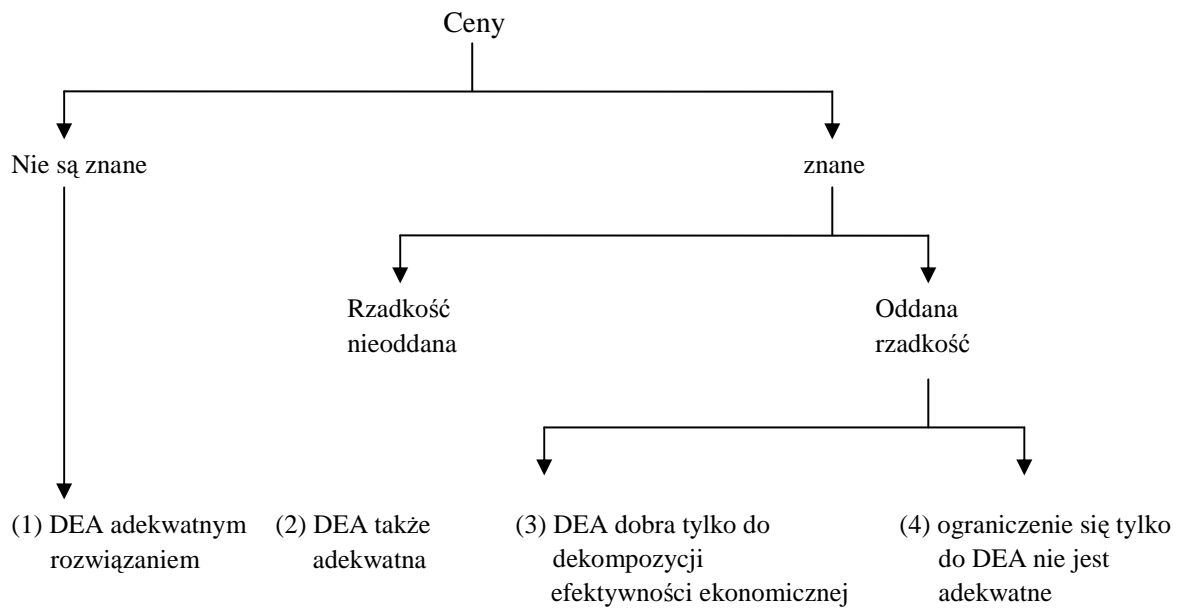 Ceny
Nie są znane
znane
Rzadkość
nieoddana
Oddana
rzadkość
(1) DEA adekwatnym
rozwiązaniem
(2) DEA także
adekwatna
(3) DEA dobra tylko do
dekompozycji
efektywności ekonomicznej
(4) ograniczenie się tylko
do DEA nie jest
adekwatne